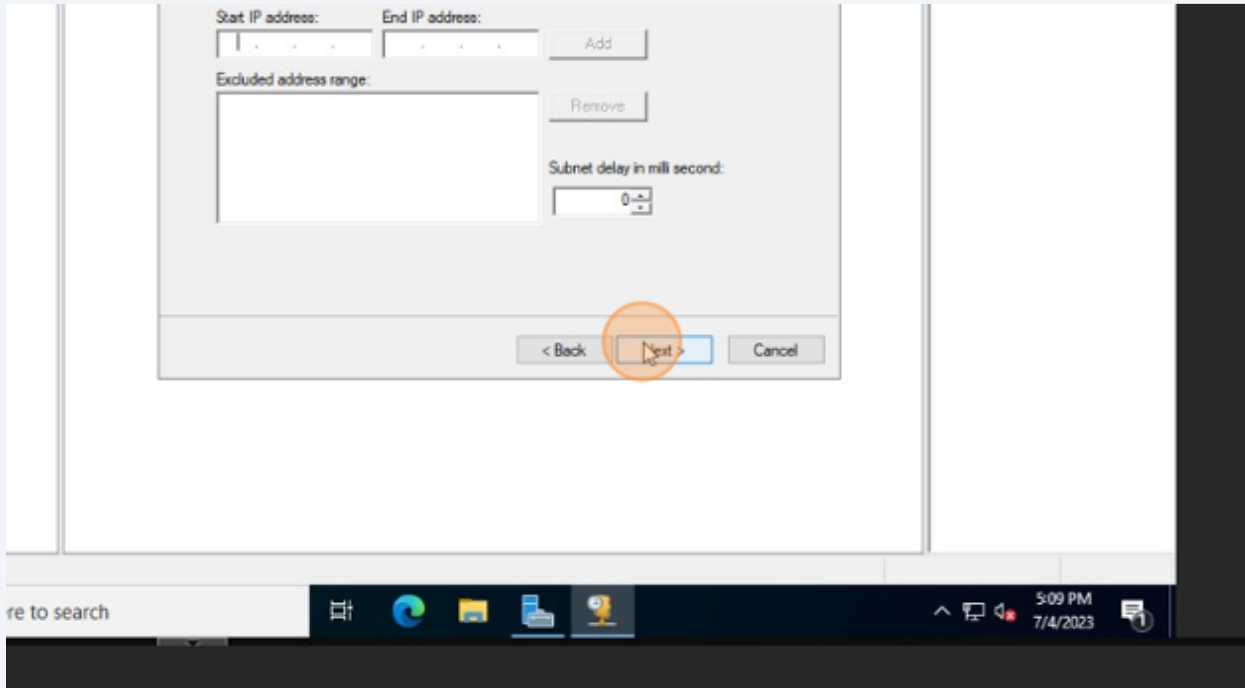 Start IP address: End IP address:
Add
Excluded address range:
Remove
Subnet delay in milli second:
0
< Back Next > Cancel
re to search
5:09 PM
7/4/2023
1